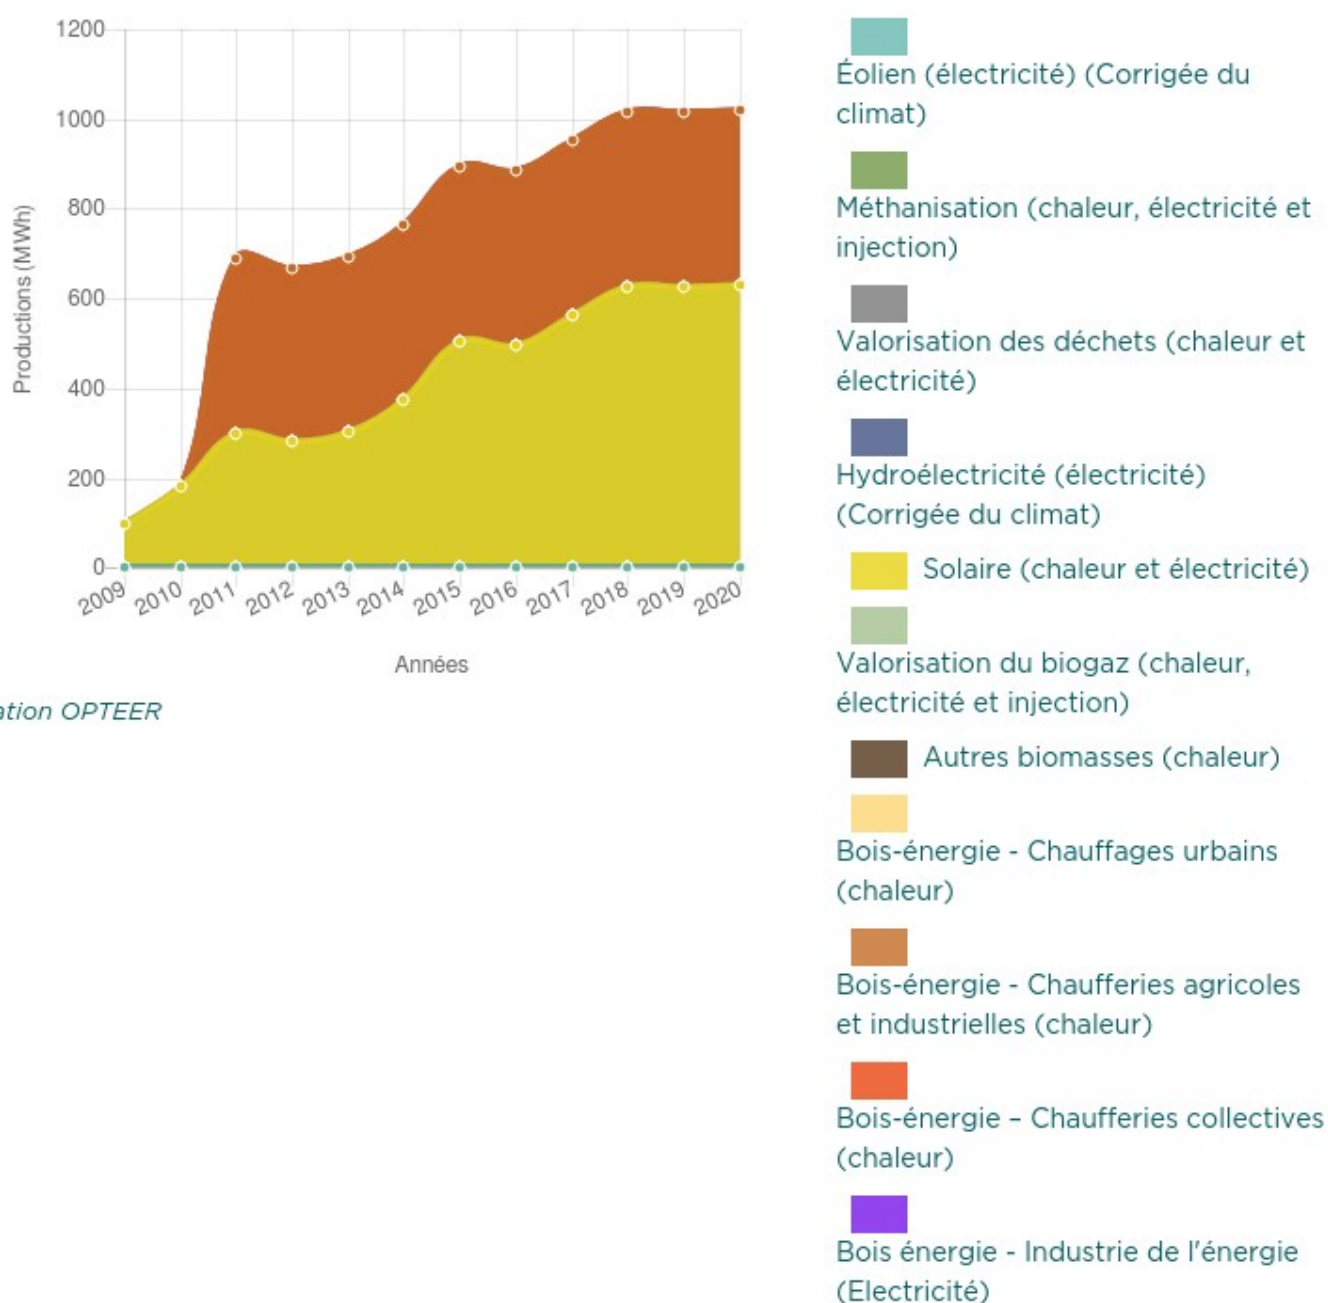 1200
1000
800
600
400
200
0
Productions (MWh)
2009 2010 2011 2012 2013 2014 2015 2016 2017 2018 2019 2020
Années
ation OPTEER
Éolien (électricité) (Corrigée du
climat)
Méthanisation (chaleur, électricité et
injection)
Valorisation des déchets (chaleur et
électricité)
Hydroélectricité (électricité)
(Corrigée du climat)
Solaire (chaleur et électricité)
Valorisation du biogaz (chaleur,
électricité et injection)
Autres biomasses (chaleur)
Bois-énergie - Chauffages urbains
(chaleur)
Bois-énergie - Chaufferies agricoles
et industrielles (chaleur)
Bois-énergie – Chaufferies collectives
(chaleur)
Bois énergie - Industrie de l'énergie
(Electricité)